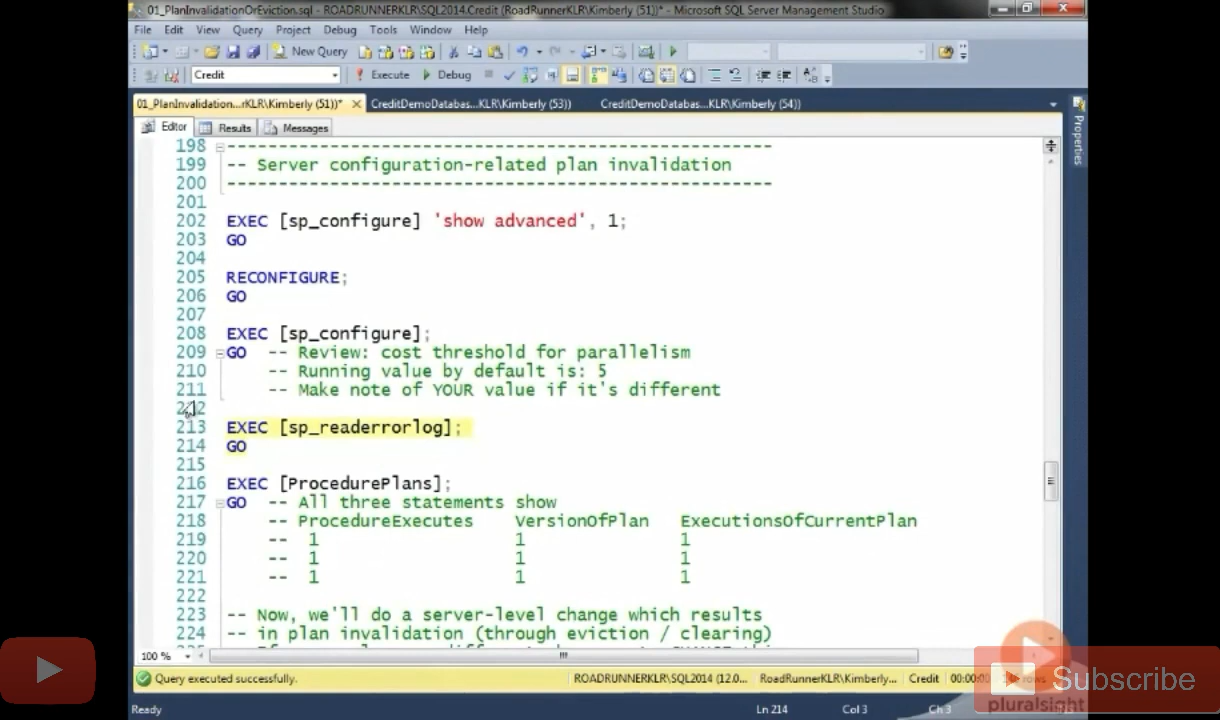 01_PlanInvalidationOrEviction.sql - ROADRUNNERKLR\SQL2014.Credit (RoadRunnerKLR\Kimberly (51))* - Microsoft SQL Server Management Studio
File Edit View Query Project Debug Tools Window Help
New Query
Credit Execute Debug
01_PlanInvalidation...rKLR\Kimberly (51))* CreditDemoDatabas...KLR\Kimberly (53)) CreditDemoDatabas...KLR\Kimberly (54))
Properties
Editor Results Messages
198 ---------------------------------------------------------------
199 -- Server configuration-related plan invalidation
200 ---------------------------------------------------------------
201
202 EXEC [sp_configure] 'show advanced', 1;
203 GO
204
205 RECONFIGURE;
206 GO
207
208 EXEC [sp_configure];
209 GO -- Review: cost threshold for parallelism
210 -- Running value by default is: 5
211 -- Make note of YOUR value if it's different
212
213 EXEC [sp_readerrorlog];
214 GO
215
216 EXEC [ProcedurePlans];
217 GO -- All three statements show
218 -- ProcedureExecutes VersionOfPlan ExecutionsOfCurrentPlan
219 -- 1 1 1
220 -- 1 1 1
221 -- 1 1 1
222
223 -- Now, we'll do a server-level change which results
224 -- in plan invalidation (through eviction / clearing)
100 %
Query executed successfully. ROADRUNNERKLR\SQL2014 (12.0... RoadRunnerKLR\Kimberly... Credit 00:00:0 rows
Subscribe
pluralsight
Ready Ln 214 Col 3 Ch 3